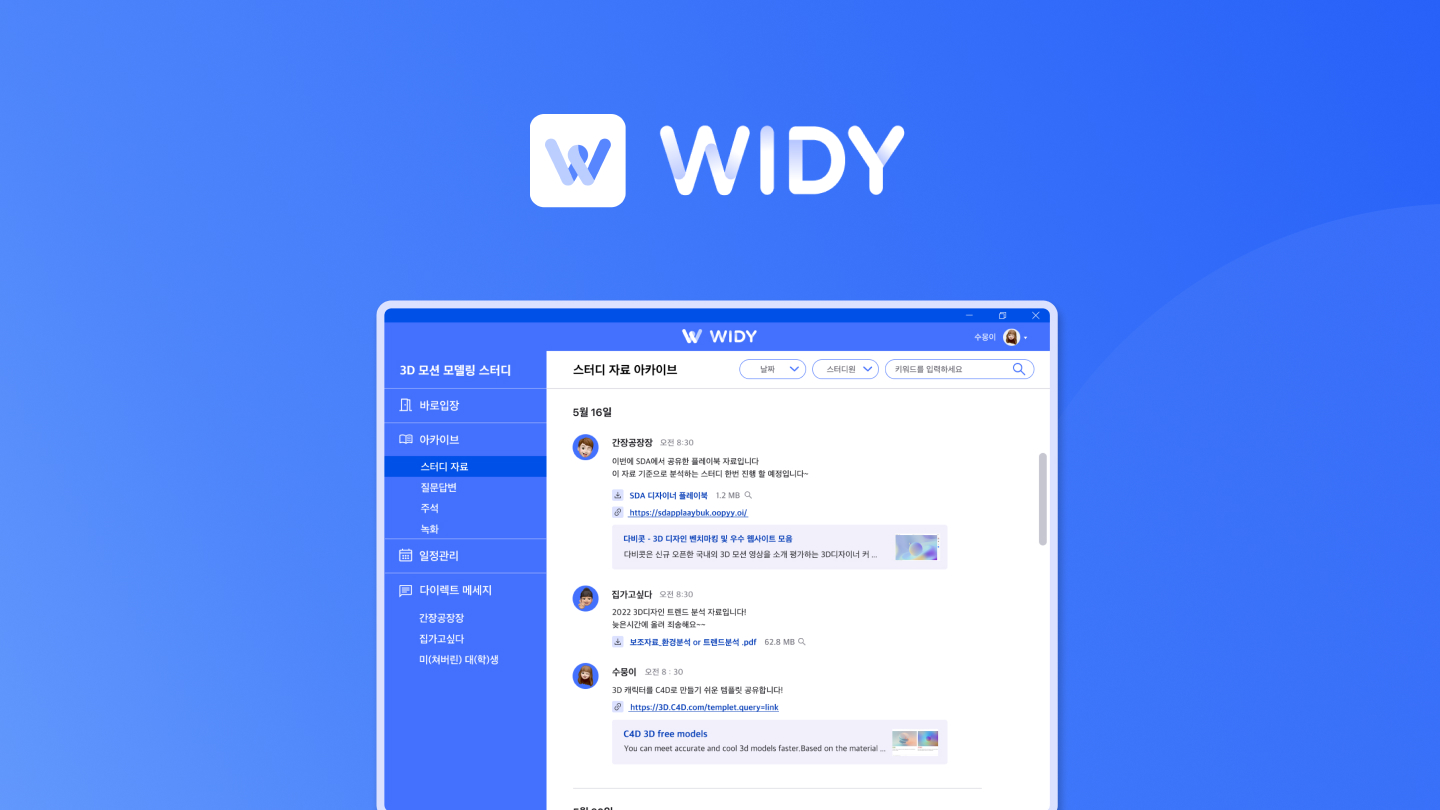 W WIDY
W WIDY
수뭉이
3D 모션 모델링 스터디
바로입장
아카이브
스터디 자료
질문답변
주석
녹화
일정관리
다이렉트 메세지
간장공장장
집가고싶다
미(쳐버린) 대(학)생
스터디 자료 아카이브
날짜
스터디원
키워드를 입력하세요
5월 16일
간장공장장 오전 8:30
이번에 SDA에서 공유한 플레이북 자료입니다
이 자료 기준으로 분석하는 스터디 한번 진행 할 예정입니다~
SDA 디자이너 플레이북 1.2 MB
https://sdapplaaybuk.oopyy.oi/
다비콧 - 3D 디자인 벤치마킹 및 우수 웹사이트 모음
다비콧은 신규 오픈한 국내외 3D 모션 영상을 소개 평가하는 3D디자이너 커 ...
집가고싶다 오전 8:30
2022 3D디자인 트렌드 분석 자료입니다!
늦은시간에 올려 죄송해요~~
보조자료_환경분석 or 트렌드분석 .pdf 62.8 MB
수뭉이 오전 8 : 30
3D 캐릭터를 C4D로 만들기 쉬운 템플릿 공유합니다!
https://3D.C4D.com/templet.query=link
C4D 3D free models
You can meet accurate and cool 3d models faster.Based on the material ...